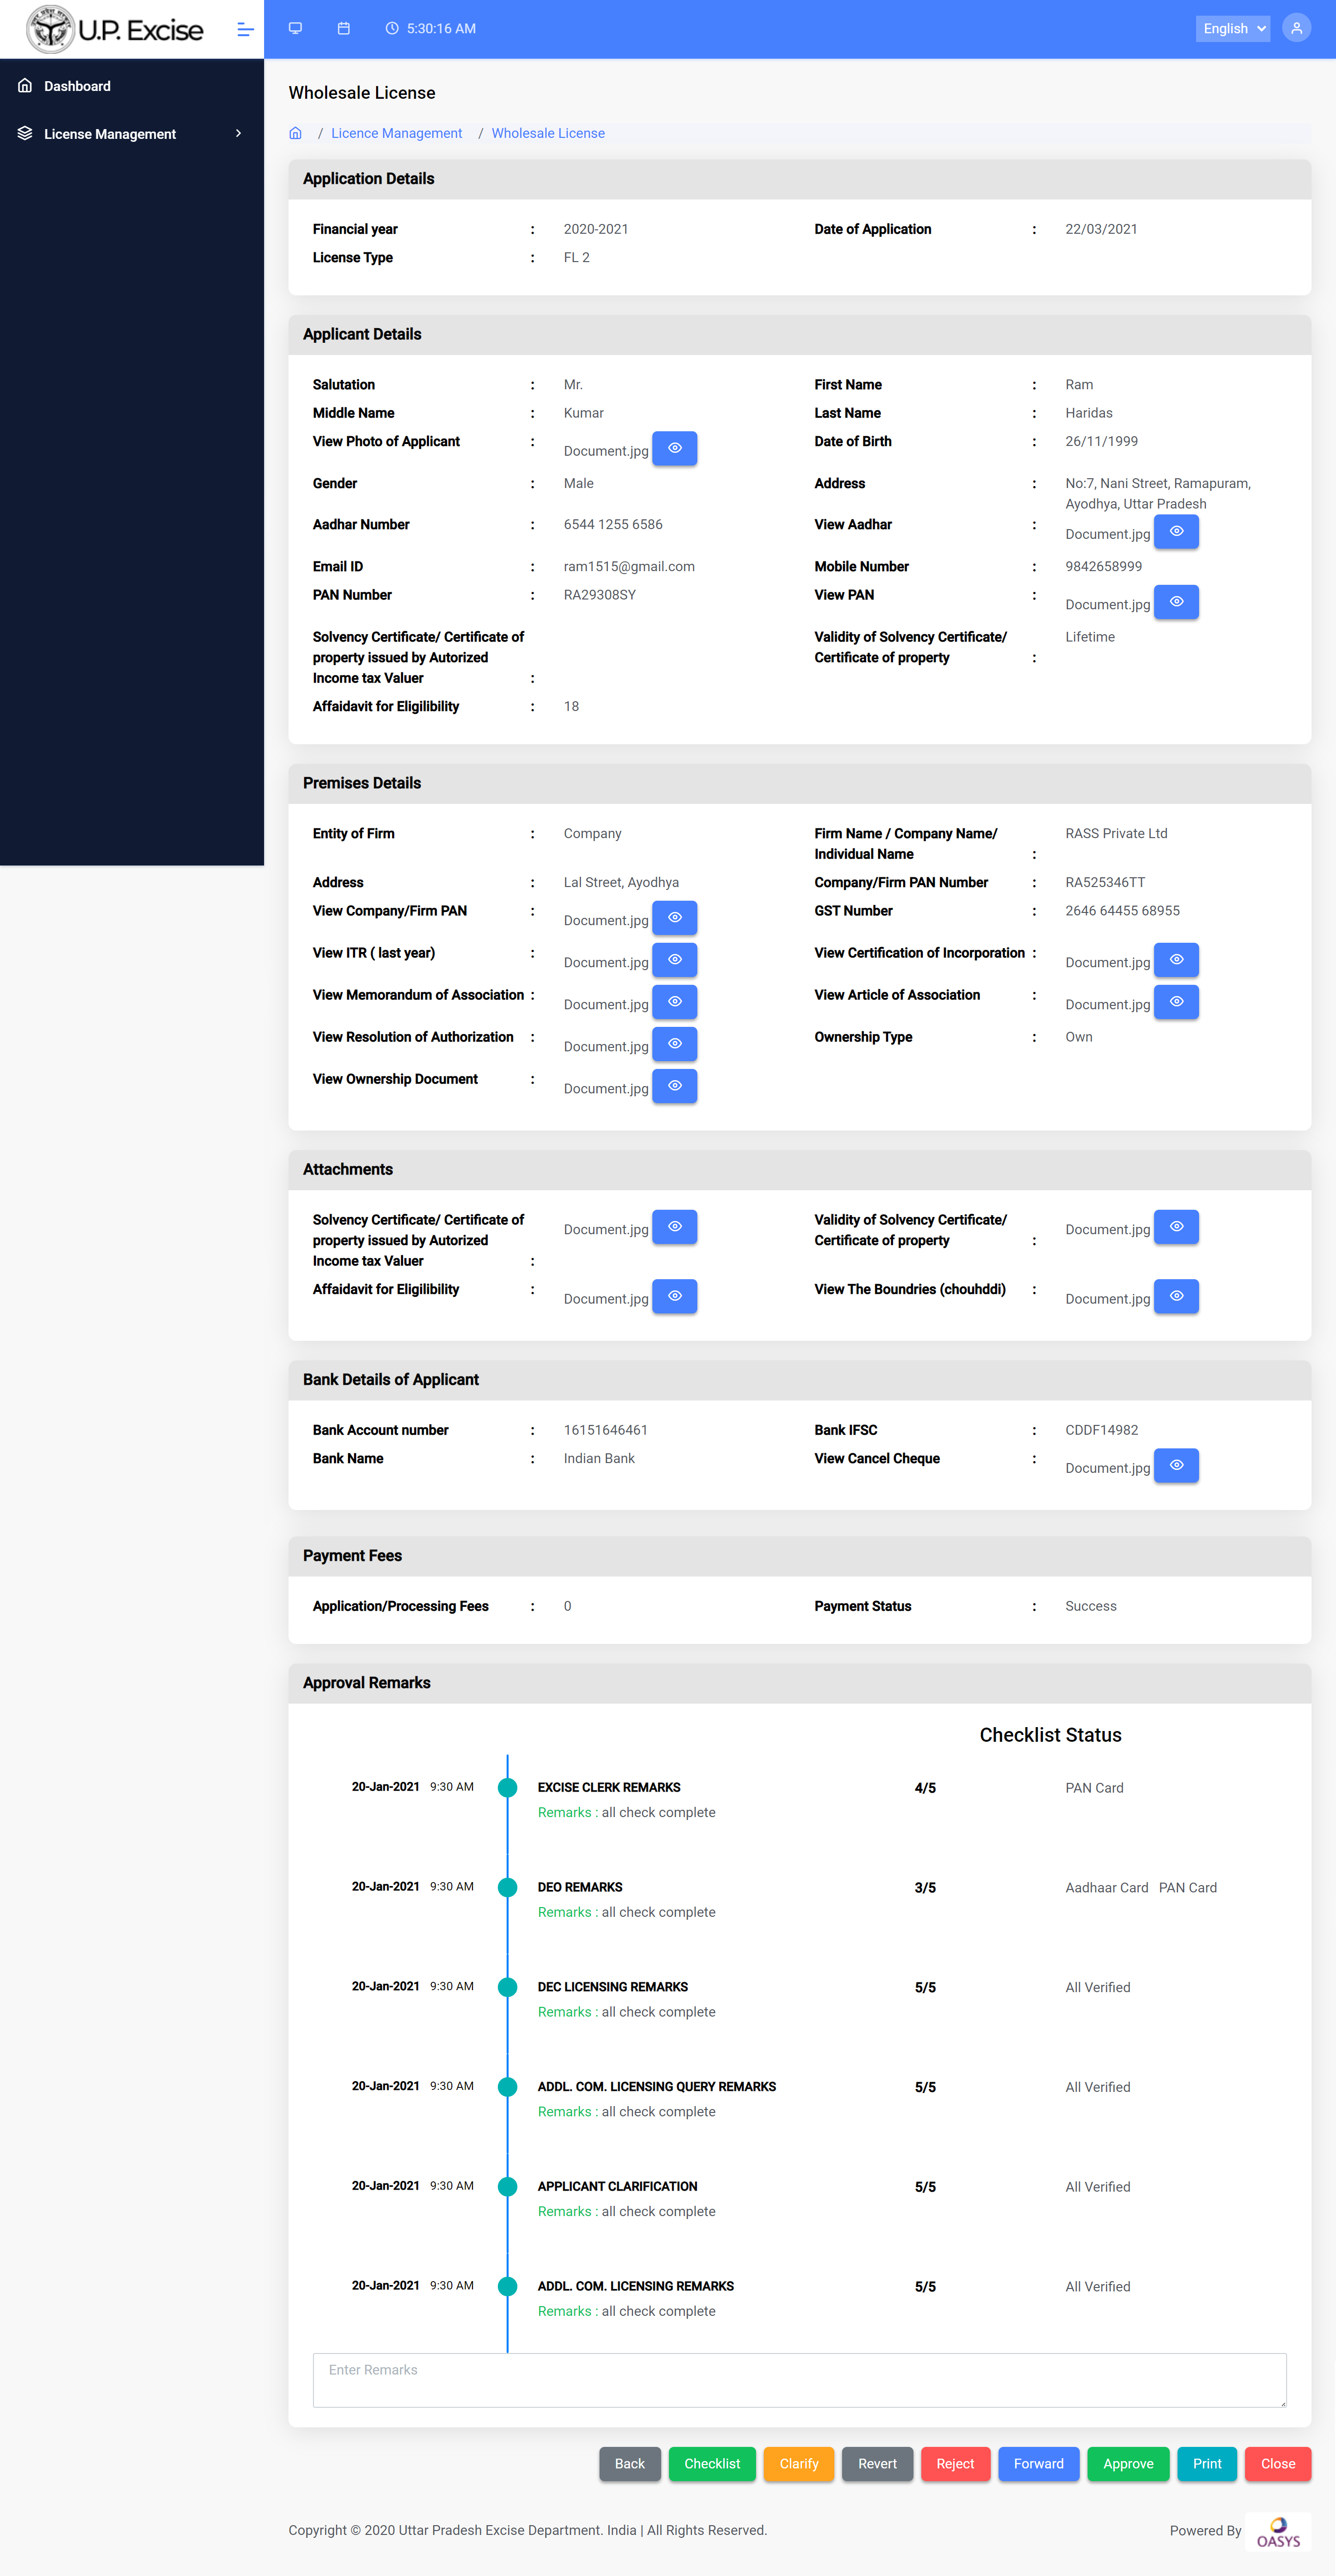 U.P. Excise
5:30:16 AM
English
Dashboard
License Management
Wholesale License
/ Licence Management / Wholesale License
Application Details
Financial year : 2020-2021 Date of Application : 22/03/2021
License Type : FL 2
Applicant Details
Salutation : Mr. First Name : Ram
Middle Name : Kumar Last Name : Haridas
View Photo of Applicant : Document.jpg Date of Birth : 26/11/1999
Gender : Male Address : No:7, Nani Street, Ramapuram,
Ayodhya, Uttar Pradesh
Aadhar Number : 6544 1255 6586 View Aadhar : Document.jpg
Email ID : ram1515@gmail.com Mobile Number : 9842658999
PAN Number : RA29308SY View PAN : Document.jpg
Solvency Certificate/ Certificate of Validity of Solvency Certificate/ Lifetime
property issued by Autorized Certificate of property :
Income tax Valuer :
Affaidavit for Eligilibility : 18
Premises Details
Entity of Firm : Company Firm Name / Company Name/ RASS Private Ltd
Individual Name :
Address : Lal Street, Ayodhya Company/Firm PAN Number : RA525346TT
View Company/Firm PAN : Document.jpg GST Number : 2646 64455 68955
View ITR ( last year) : Document.jpg View Certification of Incorporation : Document.jpg
View Memorandum of Association : Document.jpg View Article of Association : Document.jpg
View Resolution of Authorization : Document.jpg Ownership Type : Own
View Ownership Document : Document.jpg
Attachments
Solvency Certificate/ Certificate of Document.jpg Validity of Solvency Certificate/ Document.jpg
property issued by Autorized Certificate of property :
Income tax Valuer :
Affaidavit for Eligilibility : Document.jpg View The Boundries (chouhddi) : Document.jpg
Bank Details of Applicant
Bank Account number : 16151646461 Bank IFSC : CDDF14982
Bank Name : Indian Bank View Cancel Cheque : Document.jpg
Payment Fees
Application/Processing Fees : 0 Payment Status : Success
Approval Remarks
Checklist Status
20-Jan-2021 9:30 AM EXCISE CLERK REMARKS 4/5 PAN Card
Remarks : all check complete
20-Jan-2021 9:30 AM DEO REMARKS 3/5 Aadhaar Card PAN Card
Remarks : all check complete
20-Jan-2021 9:30 AM DEC LICENSING REMARKS 5/5 All Verified
Remarks : all check complete
20-Jan-2021 9:30 AM ADDL. COM. LICENSING QUERY REMARKS 5/5 All Verified
Remarks : all check complete
20-Jan-2021 9:30 AM APPLICANT CLARIFICATION 5/5 All Verified
Remarks : all check complete
20-Jan-2021 9:30 AM ADDL. COM. LICENSING REMARKS 5/5 All Verified
Remarks : all check complete
Enter Remarks
Back Checklist Clarify Revert Reject Forward Approve Print Close
Copyright © 2020 Uttar Pradesh Excise Department. India | All Rights Reserved. Powered By OASYS